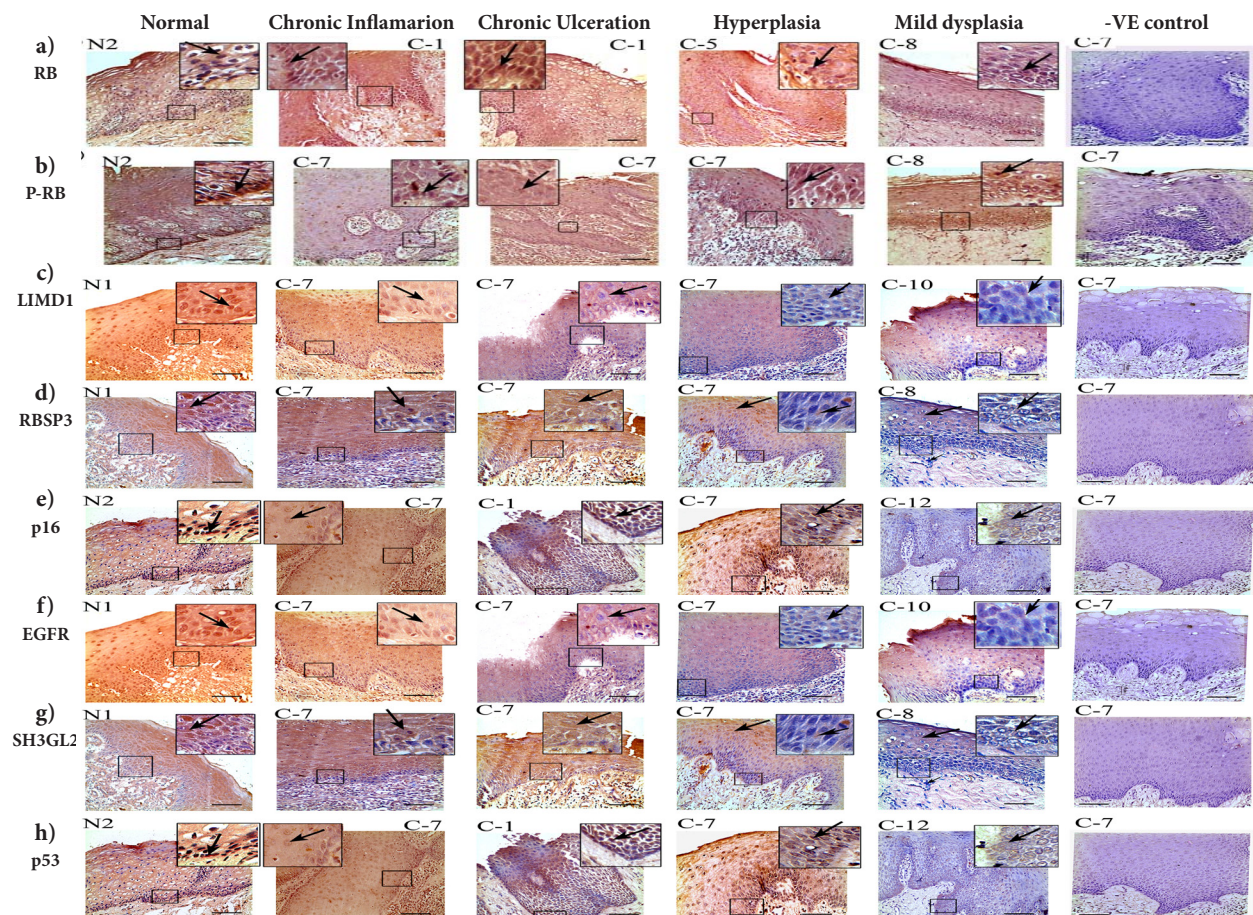 Normal Chronic Inflamarion Chronic Ulceration Hyperplasia Mild dysplasia -VE control
a) RB N2 C-1 C-1 C-5 C-8 C-7
b) P-RB N2 C-7 C-7 C-7 C-8 C-7
c) LIMD1 N1 C-7 C-7 C-7 C-10 C-7
d) RBSP3 N1 C-7 C-7 C-7 C-8 C-7
e) p16 N2 C-7 C-1 C-7 C-12 C-7
f) EGFR N1 C-7 C-7 C-7 C-10 C-7
g) SH3GL2 N1 C-7 C-7 C-7 C-8 C-7
h) p53 N2 C-7 C-1 C-7 C-12 C-7